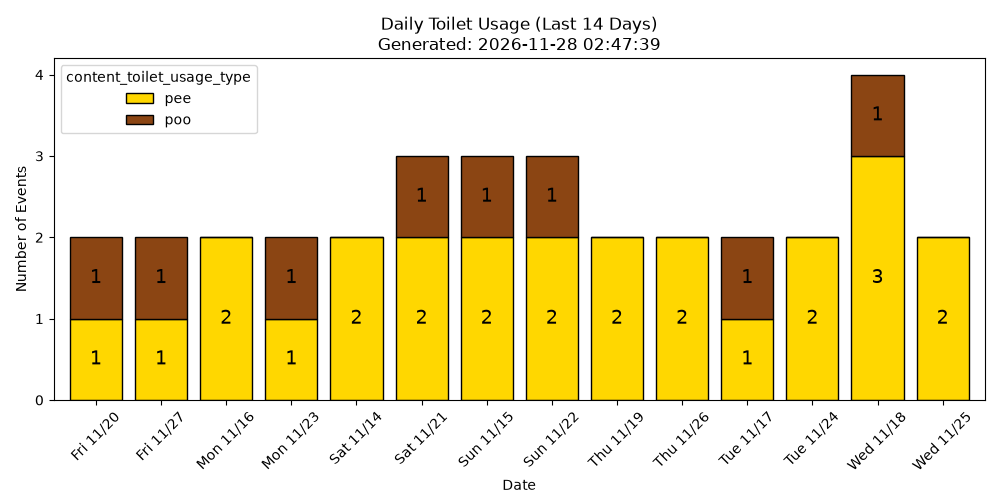 Daily Toilet Usage (Last 14 Days)
Generated: 2026-11-28 02:47:39
content_toilet_usage_type
pee
poo
Number of Events
4
3
2
1
0
1 1 1 1 1 1 1 1
1 1 2 1 2 2 2 2 2 2 1 2 3 2
Fri 11/20 Fri 11/27 Mon 11/16 Mon 11/23 Sat 11/14 Sat 11/21 Sun 11/15 Sun 11/22 Thu 11/19 Thu 11/26 Tue 11/17 Tue 11/24 Wed 11/18 Wed 11/25
Date